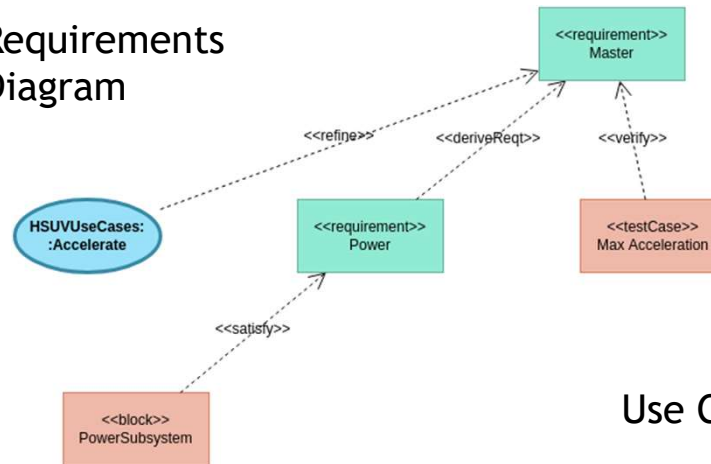 Requirements
Diagram
<<requirement>>
Master
<<refine>>
<<deriveReqt>>
<<verify>>
HSUVUseCases:
:Accelerate
<<requirement>>
Power
<<testCase>>
Max Acceleration
<<satisfy>>
<<block>>
PowerSubsystem
Use